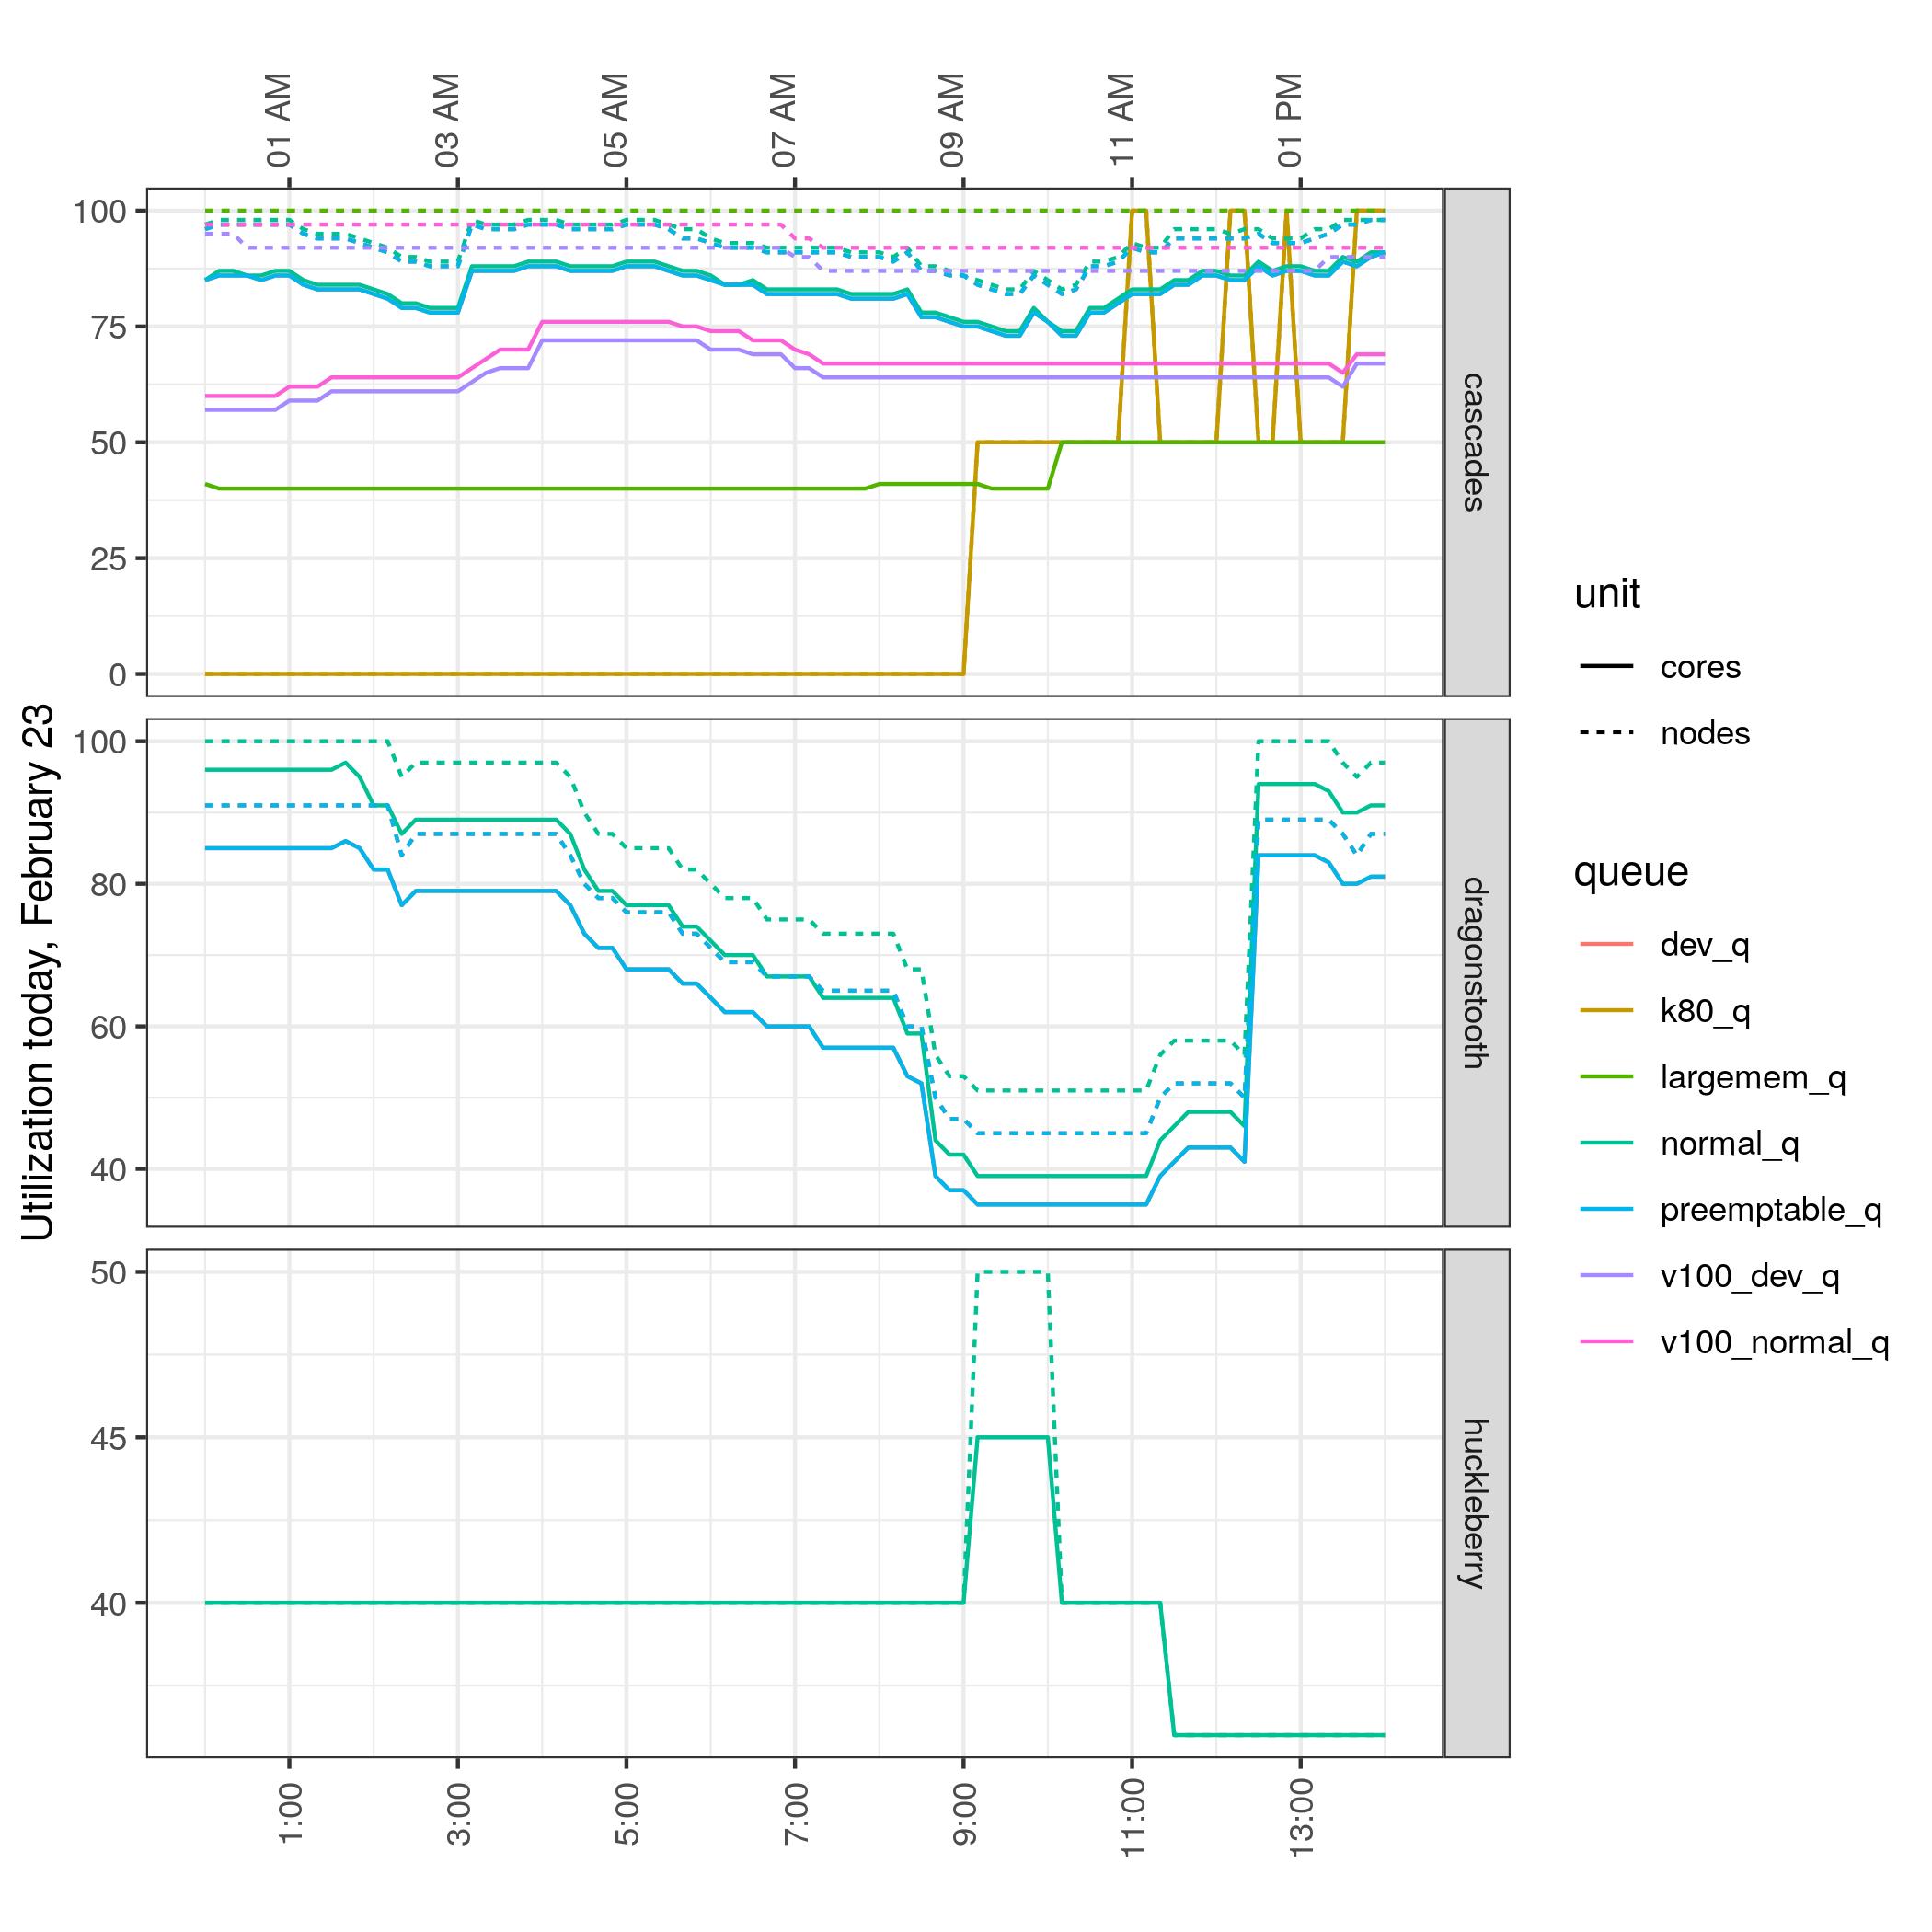 01 AM
03 AM
05 AM
07 AM
09 AM
11 AM
01 PM
100
75
50
25
0
cascades
100
80
60
40
dragonstooth
50
45
40
huckleberry
1:00
3:00
5:00
7:00
9:00
11:00
13:00
Utilization today, February 23
unit
cores
nodes
queue
dev_q
k80_q
largemem_q
normal_q
preemptable_q
v100_dev_q
v100_normal_q